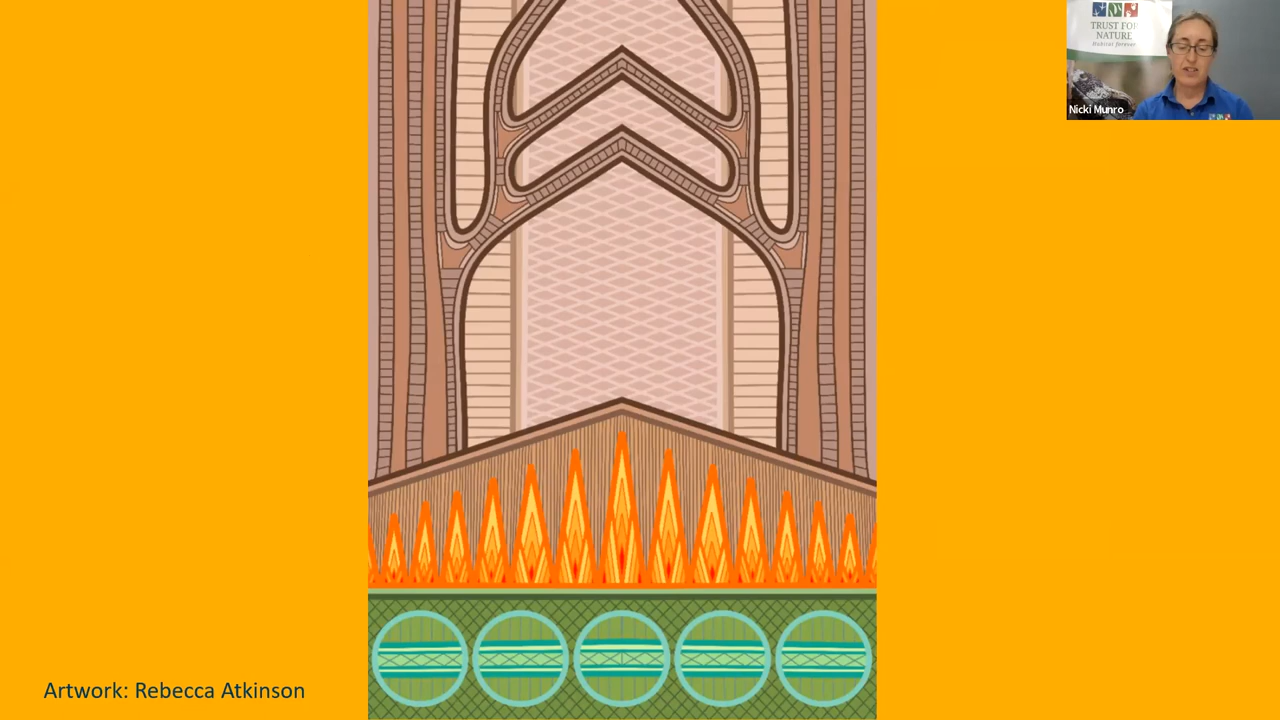 TRUST FOR
NATURE
Habitat forever
Nicki Munro
Artwork: Rebecca Atkinson